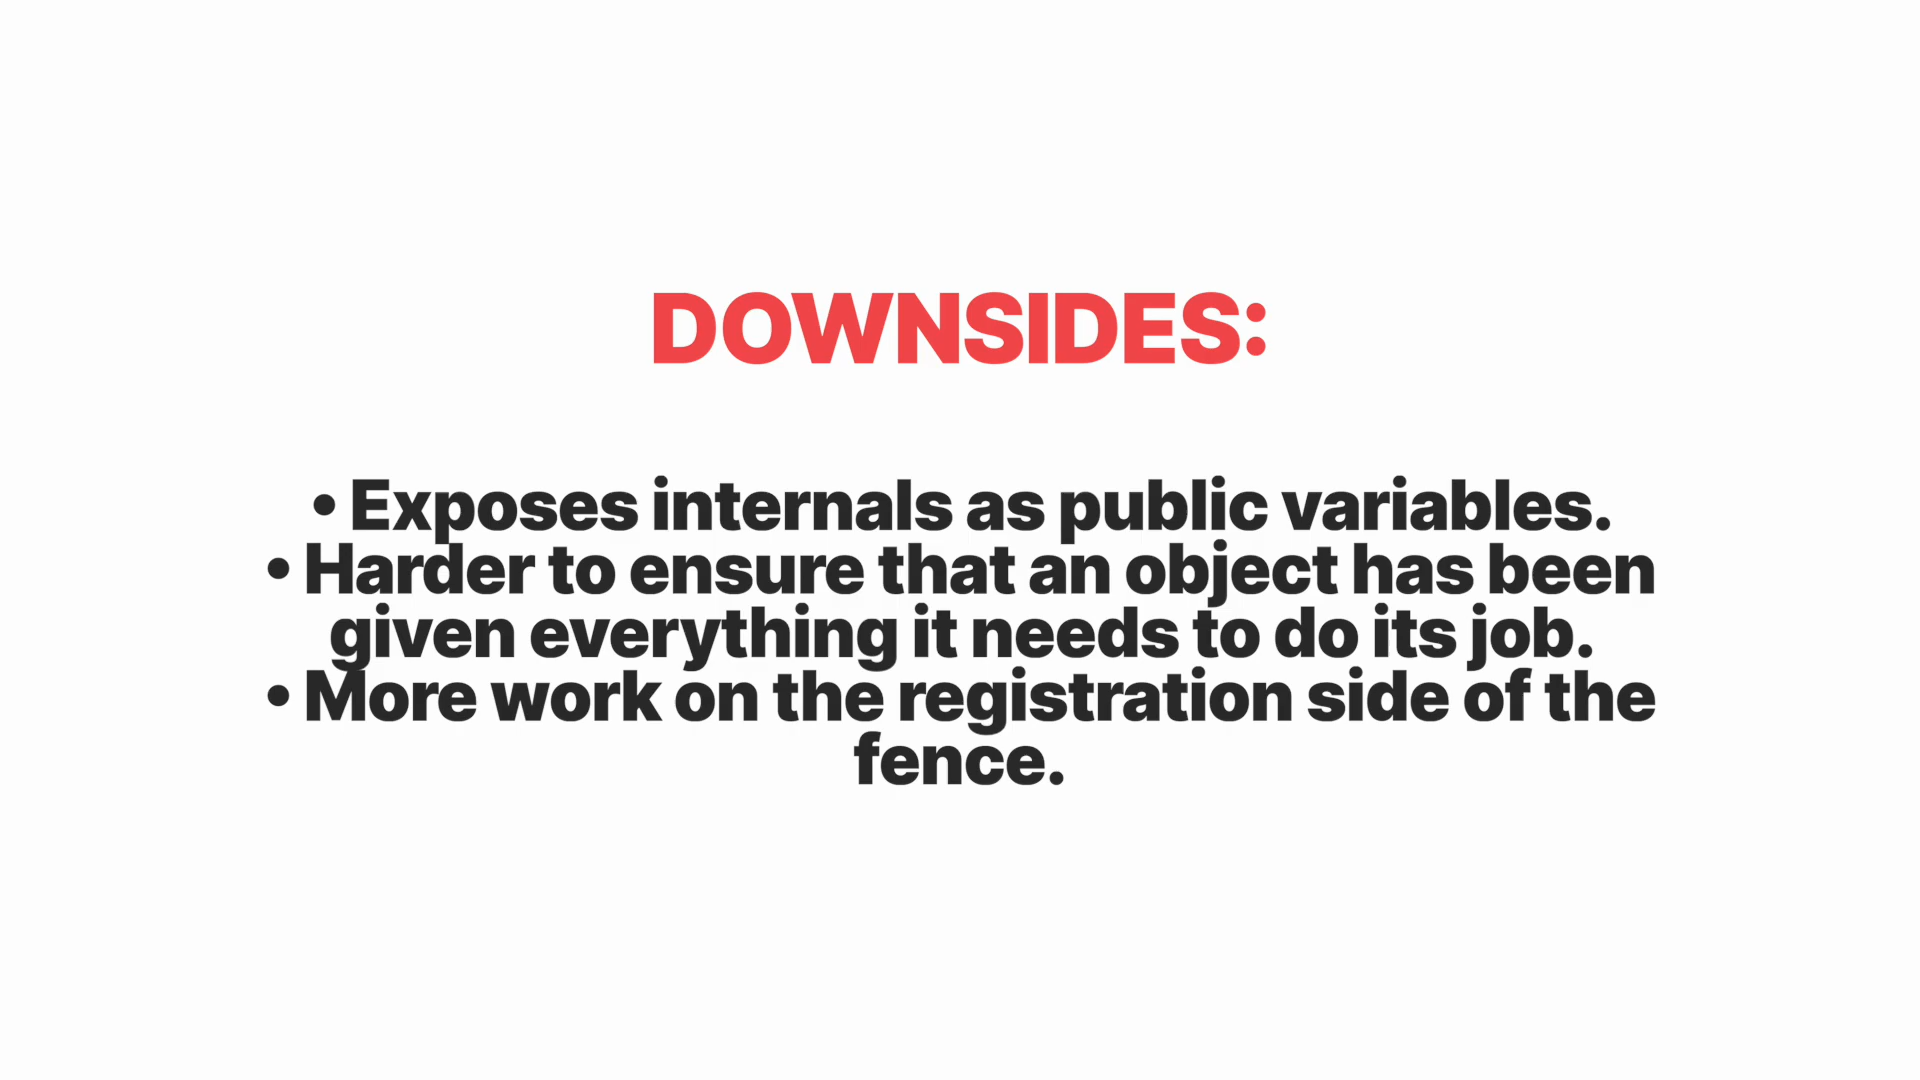 DOWNSIDES:
• Exposes internals as public variables.
• Harder to ensure that an object has been
given everything it needs to do its job.
• More work on the registration side of the
fence.